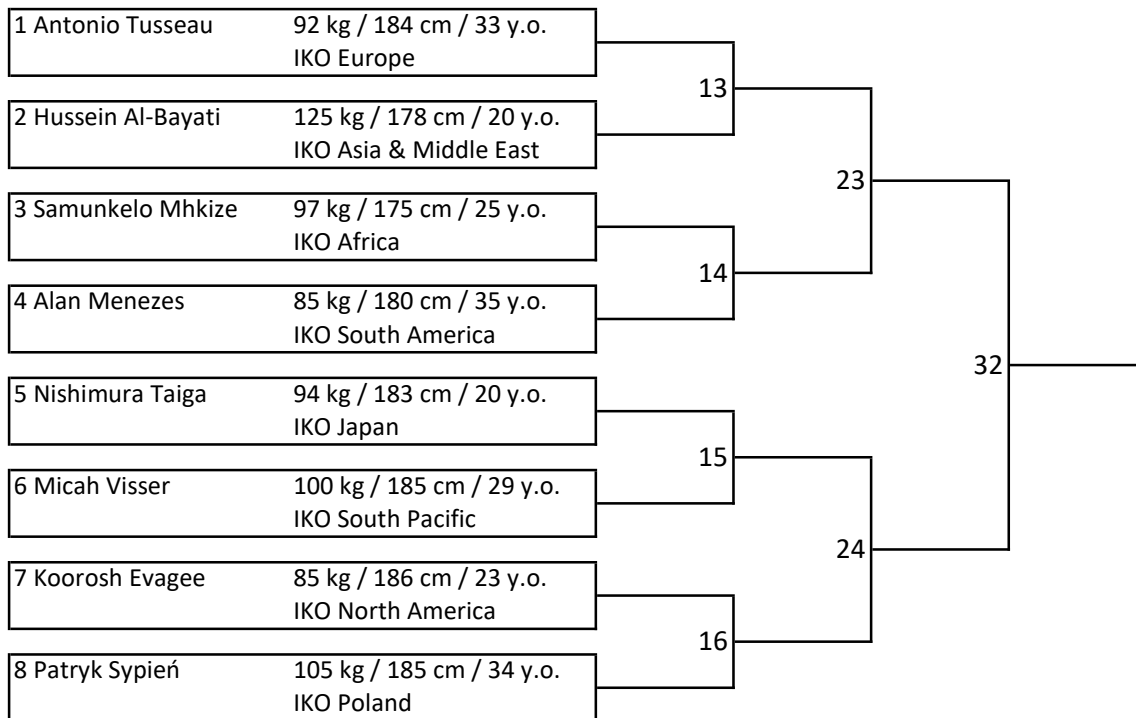 1 Antonio Tusseau 92 kg / 184 cm / 33 y.o.
IKO Europe
13
2 Hussein Al-Bayati 125 kg / 178 cm / 20 y.o.
IKO Asia & Middle East
23
3 Samunkelo Mhkize 97 kg / 175 cm / 25 y.o.
IKO Africa
14
4 Alan Menezes 85 kg / 180 cm / 35 y.o.
IKO South America
32
5 Nishimura Taiga 94 kg / 183 cm / 20 y.o.
IKO Japan
15
6 Micah Visser 100 kg / 185 cm / 29 y.o.
IKO South Pacific
24
7 Koorosh Evagee 85 kg / 186 cm / 23 y.o.
IKO North America
16
8 Patryk Sypień 105 kg / 185 cm / 34 y.o.
IKO Poland